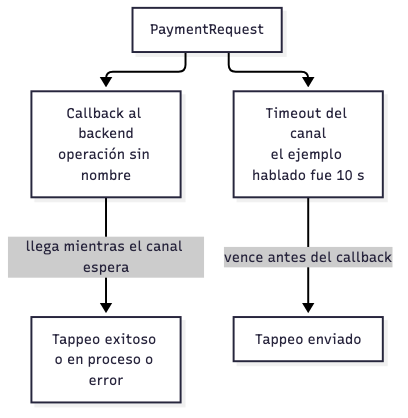 PaymentRequest
Callback al
backend
operación sin
nombre
Timeout del
canal
el ejemplo
hablado fue 10 s
llega mientras el canal
espera
vence antes del callback
Tappeo exitoso
o en proceso o
error
Tappeo enviado